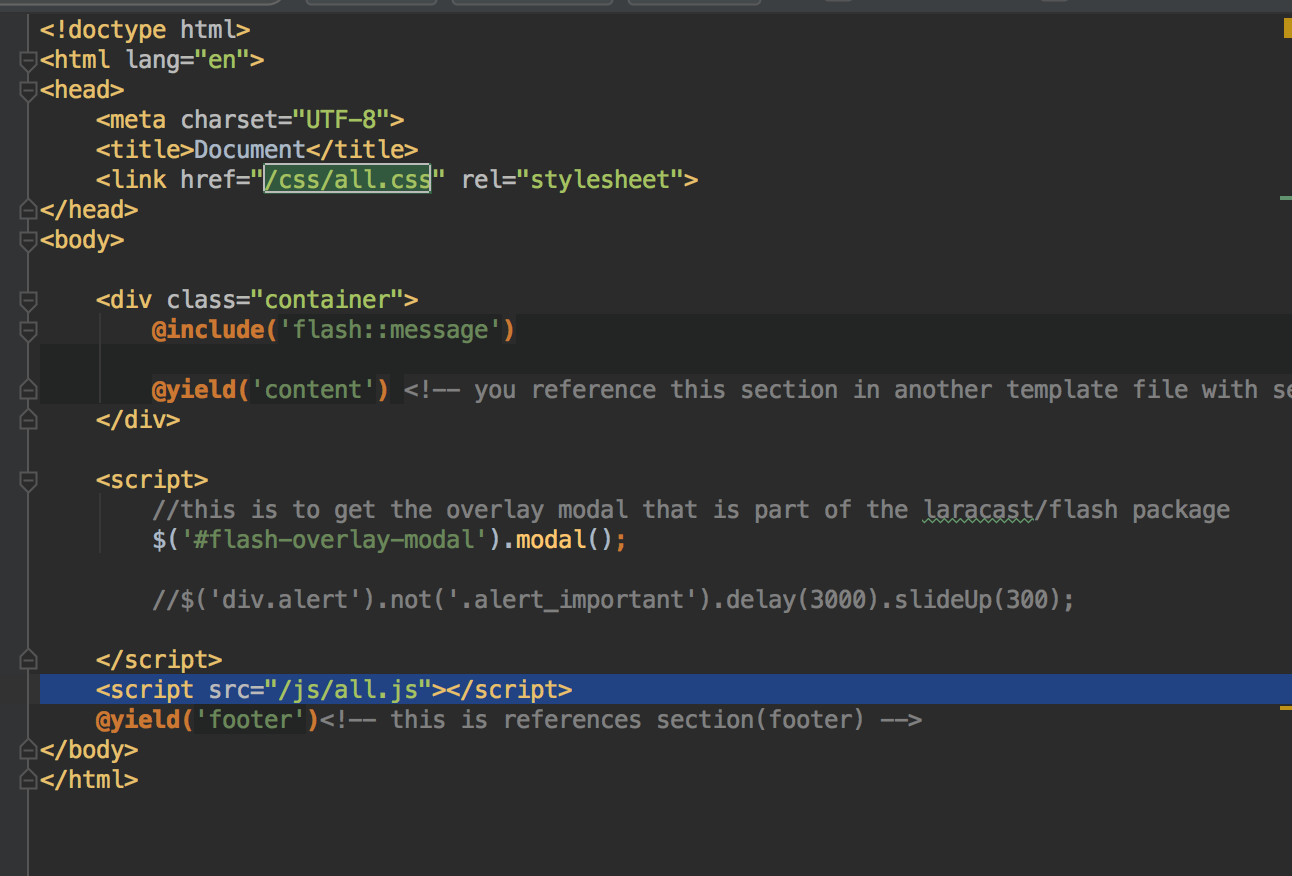 <!doctype html>
<html lang="en">
<head>
    <meta charset="UTF-8">
    <title>Document</title>
    <link href="/css/all.css" rel="stylesheet">
</head>
<body>

    <div class="container">
        @include('flash::message')

        @yield('content') <!-- you reference this section in another template file with
    </div>

    <script>
        //this is to get the overlay modal that is part of the laracast/flash package
        $('#flash-overlay-modal').modal();

        //$('div.alert').not('.alert_important').delay(3000).slideUp(300);

    </script>
    <script src="/js/all.js"></script>
    @yield('footer')<!-- this is references section(footer) -->
</body>
</html>